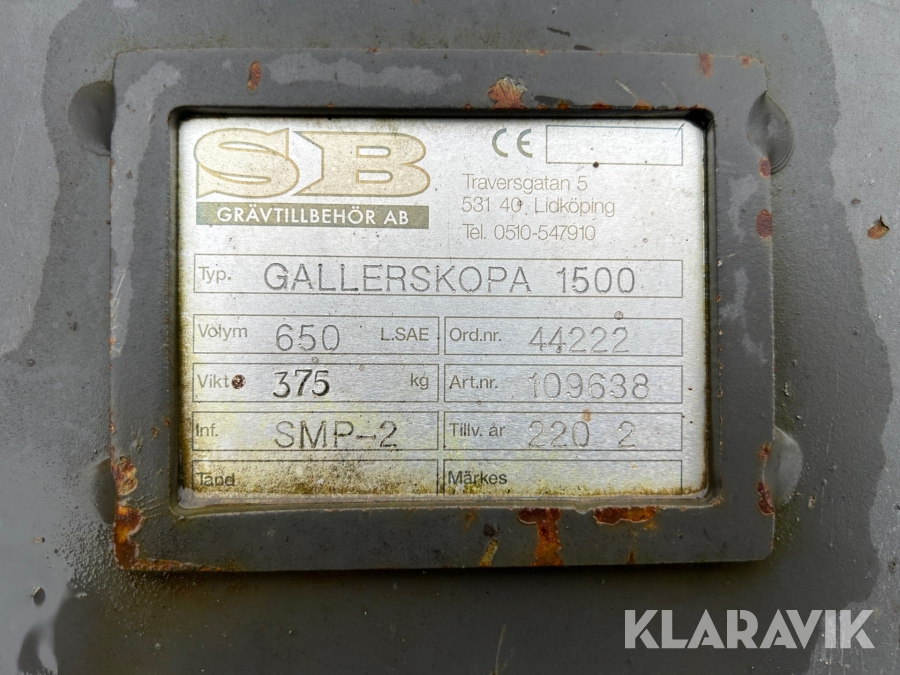 SB
GRÄVTILLBEHÖR AB
CE
Traversgatan 5
531 40 Lidköping
Tel. 0510-547910
Typ. GALLERSKOPA 1500
Volym 650 L.SAE Ord.nr. 44222
Vikt 375 kg Art.nr. 109638
Inf. SMP-2 Tillv. år 220 2
Tand Märkes
KLARAVIK